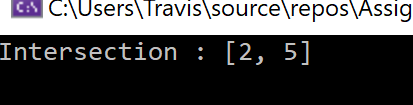 C:\Users\Travis\source\repos\Assig
Intersection : [2, 5]